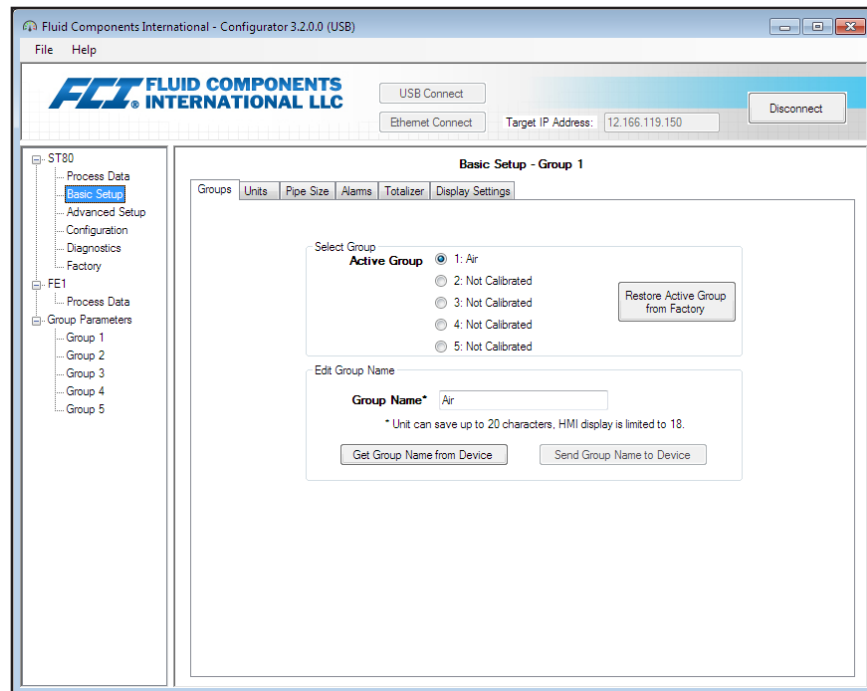 Fluid Components International - Configurator 3.2.0.0 (USB)
File Help
FCI. FLUID COMPONENTS
® INTERNATIONAL LLC
USB Connect
Ethernet Connect
Target IP Address:
12.166.119.150
Disconnect
ST80
Process Data
Basic Setup
Advanced Setup
Configuration
Diagnostics
Factory
FE1
Process Data
Group Parameters
Group 1
Group 2
Group 3
Group 4
Group 5
Basic Setup - Group 1
Groups Units Pipe Size Alarms Totalizer Display Settings
Select Group
Active Group
1: Air
2: Not Calibrated
3: Not Calibrated
4: Not Calibrated
5: Not Calibrated
Restore Active Group
from Factory
Edit Group Name
Group Name* Air
* Unit can save up to 20 characters, HMI display is limited to 18.
Get Group Name from Device
Send Group Name to Device